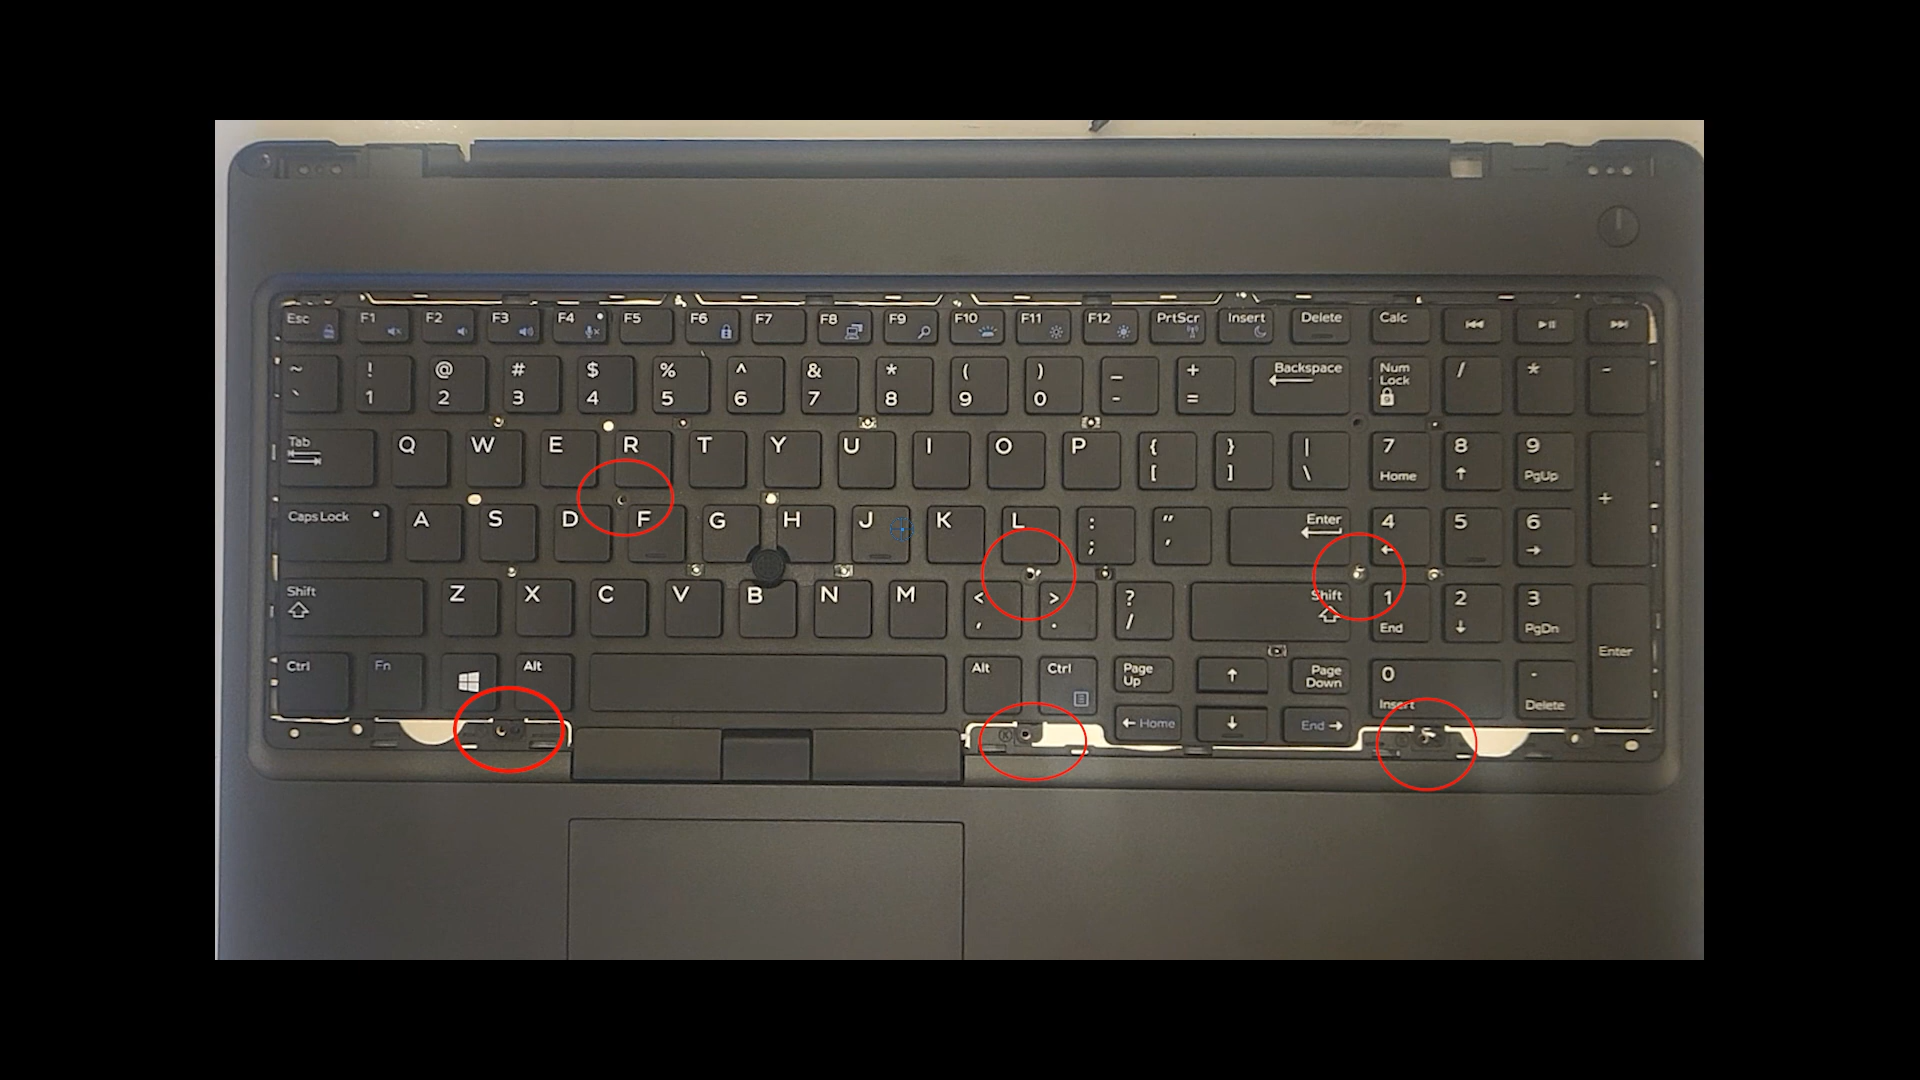 Esc F1 F2 F3 F4 F5 F6 F7 F8 F9 F10 F11 F12 PrtScr Insert Delete Calc
~ ! @ # $ % ^ & * ( ) _ + Backspace Num / * -
Lock
` 1 2 3 4 5 6 7 8 9 0 - =
Tab Q W E R T Y U I O P { } | 7 8 9
[ ] \ Home ↑ PgUp +
Caps Lock A S D F G H J K L : " Enter 4 5 6
; ' ← →
Shift Z X C V B N M < > ? Shift 1 2 3
, . / End ↓ PgDn Enter
Ctrl Fn Alt Alt Ctrl Page Up ↑ Page Down 0 .
Insert Delete
K ← Home ↓ End →